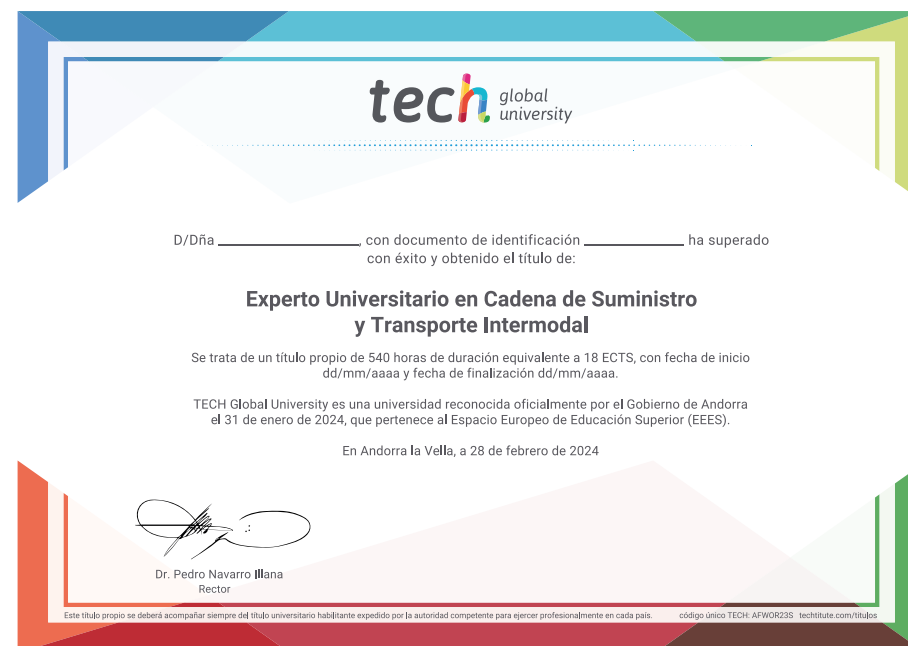 tech global
university
D/Dña ______________________, con documento de identificación ________________ ha superado
con éxito y obtenido el título de:
Experto Universitario en Cadena de Suministro
y Transporte Intermodal
Se trata de un título propio de 540 horas de duración equivalente a 18 ECTS, con fecha de inicio
dd/mm/aaaa y fecha de finalización dd/mm/aaaa.
TECH Global University es una universidad reconocida oficialmente por el Gobierno de Andorra
el 31 de enero de 2024, que pertenece al Espacio Europeo de Educación Superior (EEES).
En Andorra la Vella, a 28 de febrero de 2024
Dr. Pedro Navarro Illana
Rector
Este título propio se deberá acompañar siempre del título universitario habilitante expedido por la autoridad competente para ejercer profesionalmente en cada país. código único TECH: AFWOR23S techtitute.com/titulos